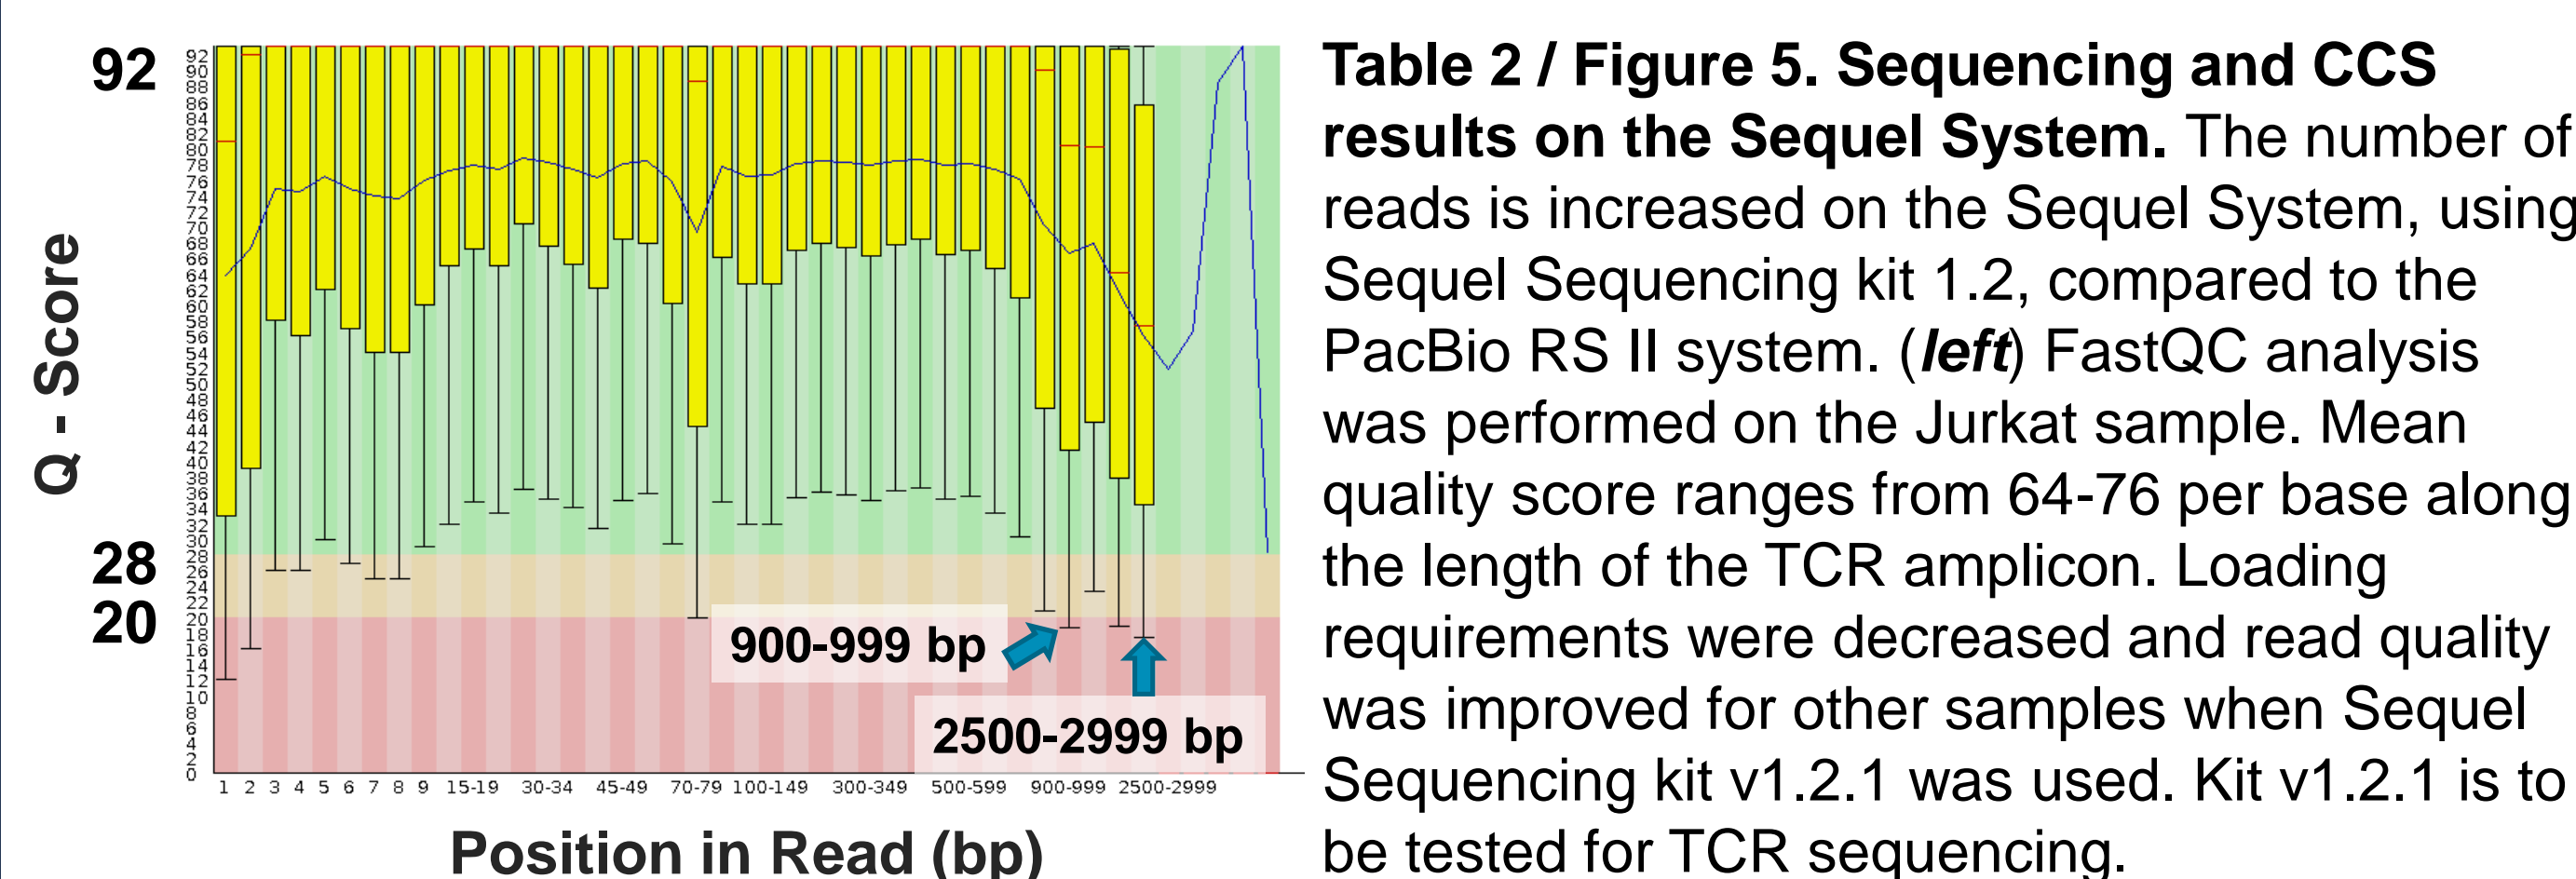 92
28
20
Q - Score
92
90
88
86
84
82
80
78
76
74
72
70
68
66
64
62
60
58
56
54
52
50
48
46
44
42
40
38
36
34
32
30
28
26
24
22
20
18
16
14
12
10
8
6
4
2
0
900-999 bp
2500-2999 bp
1 2 3 4 5 6 7 8 9 15-19 30-34 45-49 70-79 100-149 300-349 500-599 900-999 2500-2999
Position in Read (bp)
Table 2 / Figure 5. Sequencing and CCS
results on the Sequel System. The number of
reads is increased on the Sequel System, using
Sequel Sequencing kit 1.2, compared to the
PacBio RS II system. (left) FastQC analysis
was performed on the Jurkat sample. Mean
quality score ranges from 64-76 per base along
the length of the TCR amplicon. Loading
requirements were decreased and read quality
was improved for other samples when Sequel
Sequencing kit v1.2.1 was used. Kit v1.2.1 is to
be tested for TCR sequencing.